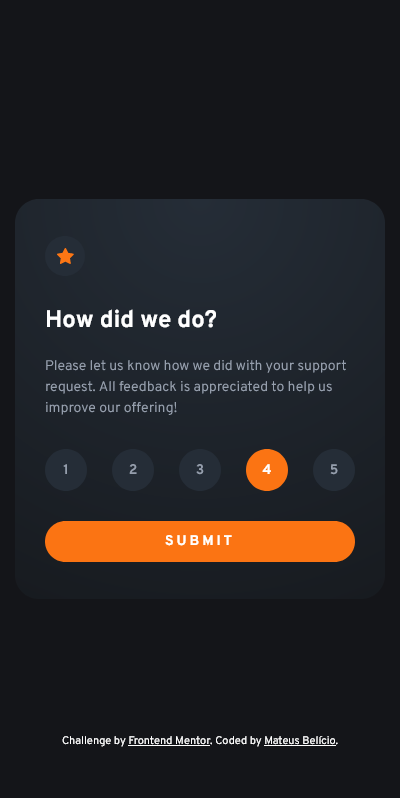 How did we do?
Please let us know how we did with your support
request. All feedback is appreciated to help us
improve our offering!
1 2 3 4 5
SUBMIT
Challenge by Frontend Mentor. Coded by Mateus Belício.